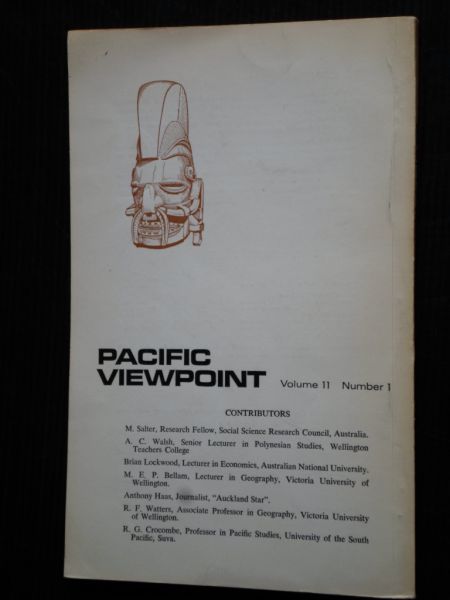 PACIFIC
VIEWPOINT Volume 11 Number 1
CONTRIBUTORS
M. Salter, Research Fellow, Social Science Research Council, Australia.
A. C. Walsh, Senior Lecturer in Polynesian Studies, Wellington
Teachers College
Brian Lockwood, Lecturer in Economics, Australian National University.
M. E. P. Bellam, Lecturer in Geography, Victoria University of
Wellington.
Anthony Haas, Journalist, "Auckland Star".
R. F. Watters, Associate Professor in Geography, Victoria University
of Wellington.
R. G. Crocombe, Professor in Pacific Studies, University of the South
Pacific, Suva.